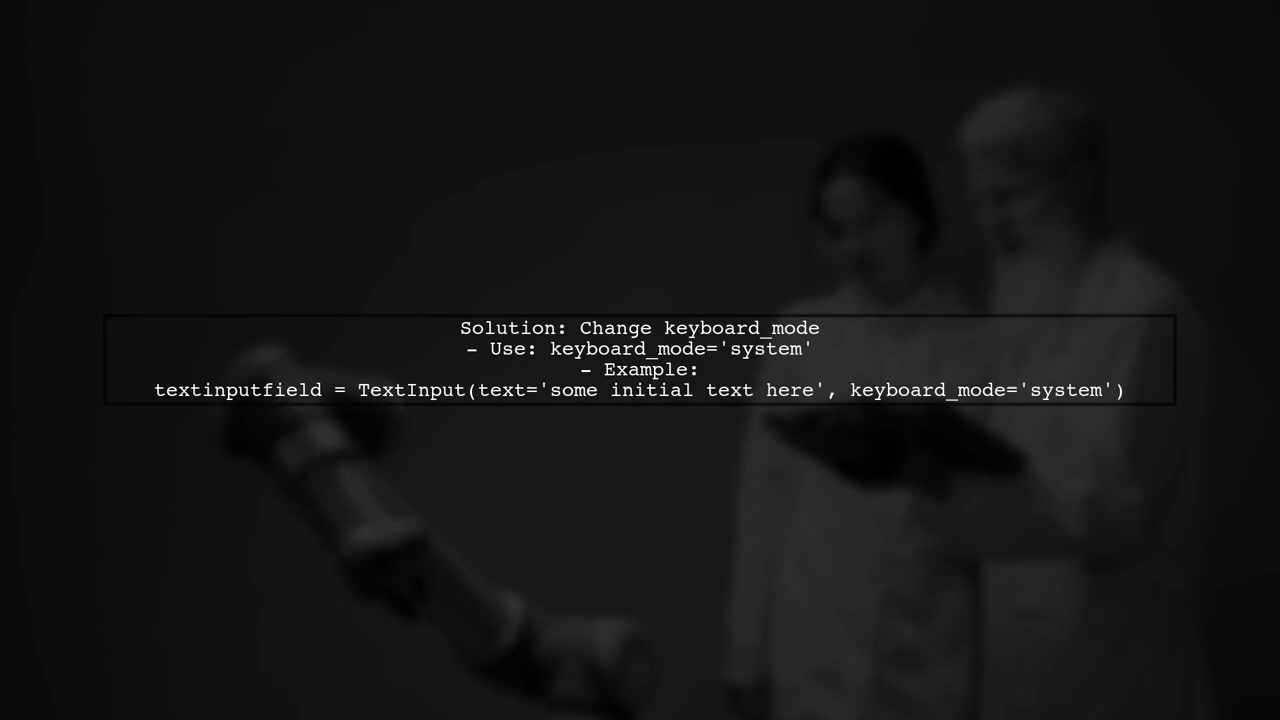 Solution: Change keyboard_mode
- Use: keyboard_mode='system'
- Example:
textinputfield = TextInput(text='some initial text here', keyboard_mode='system')